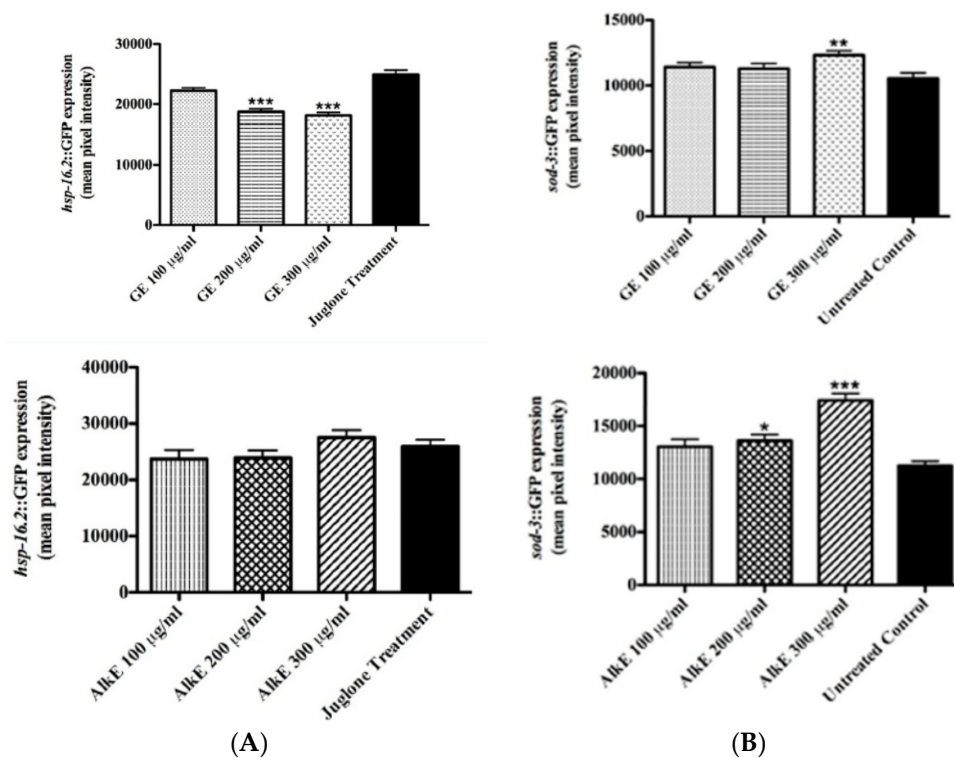 hsp-16.2::GFP expression
(mean pixel intensity)
30000
20000
10000
0
***
***
GE 100 µg/ml
GE 200 µg/ml
GE 300 µg/ml
Juglone Treatment
sod-3::GFP expression
(mean pixel intensity)
15000
10000
5000
0
**
GE 100 µg/ml
GE 200 µg/ml
GE 300 µg/ml
Untreated Control
hsp-16.2::GFP expression
(mean pixel intensity)
40000
30000
20000
10000
0
AlkE 100 µg/ml
AlkE 200 µg/ml
AlkE 300 µg/ml
Juglone Treatment
sod-3::GFP expression
(mean pixel intensity)
20000
15000
10000
5000
0
*
***
AlkE 100 µg/ml
AlkE 200 µg/ml
AlkE 300 µg/ml
Untreated Control
(A)
(B)